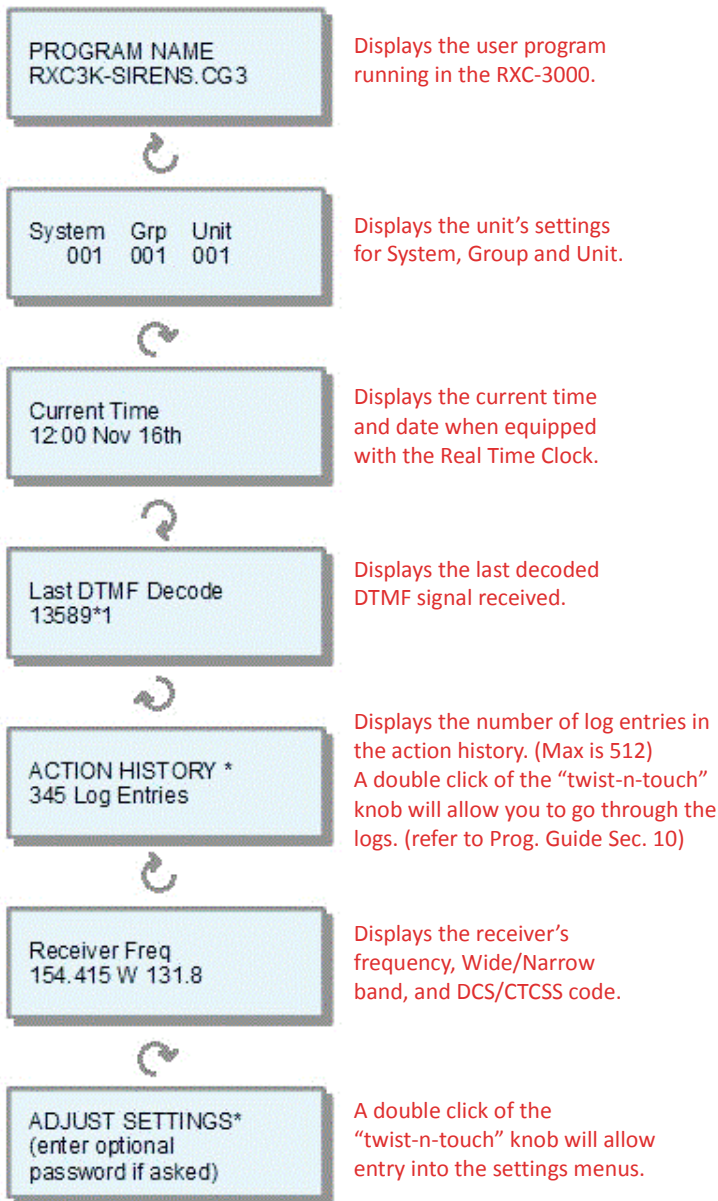 PROGRAM NAME
RXC3K-SIRENS.CG3
Displays the user program
running in the RXC-3000.
System Grp Unit
001 001 001
Displays the unit's settings
for System, Group and Unit.
Current Time
12:00 Nov 16th
Displays the current time
and date when equipped
with the Real Time Clock.
Last DTMF Decode
13589*1
Displays the last decoded
DTMF signal received.
ACTION HISTORY *
345 Log Entries
Displays the number of log entries in
the action history. (Max is 512)
A double click of the “twist-n-touch”
knob will allow you to go through the
logs. (refer to Prog. Guide Sec. 10)
Receiver Freq
154.415 W 131.8
Displays the receiver's
frequency, Wide/Narrow
band, and DCS/CTCSS code.
ADJUST SETTINGS*
(enter optional
password if asked)
A double click of the
“twist-n-touch” knob will allow
entry into the settings menus.